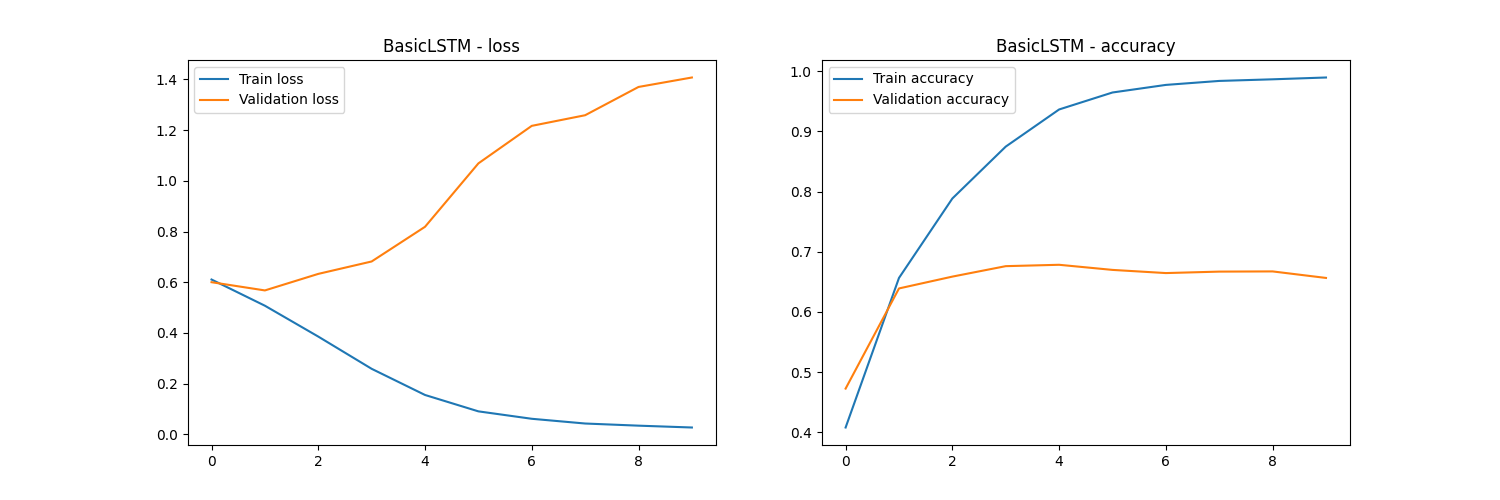 BasicLSTM - loss
Train loss
Validation loss
1.4
1.2
1.0
0.8
0.6
0.4
0.2
0.0
0 2 4 6 8
BasicLSTM - accuracy
Train accuracy
Validation accuracy
1.0
0.9
0.8
0.7
0.6
0.5
0.4
0 2 4 6 8